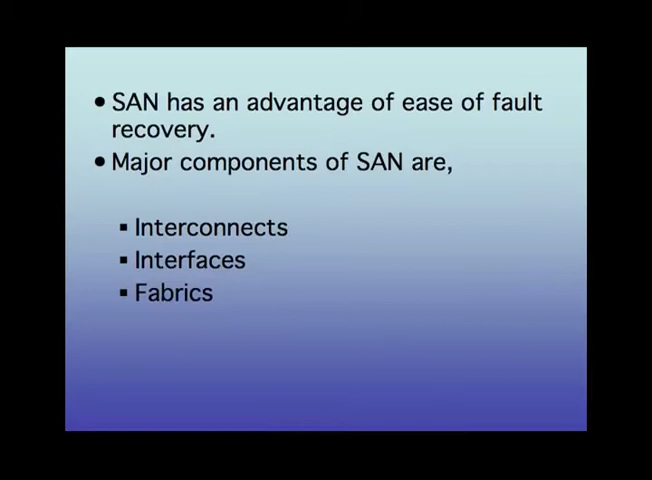 • SAN has an advantage of ease of fault
recovery.
• Major components of SAN are,
▪ Interconnects
▪ Interfaces
▪ Fabrics